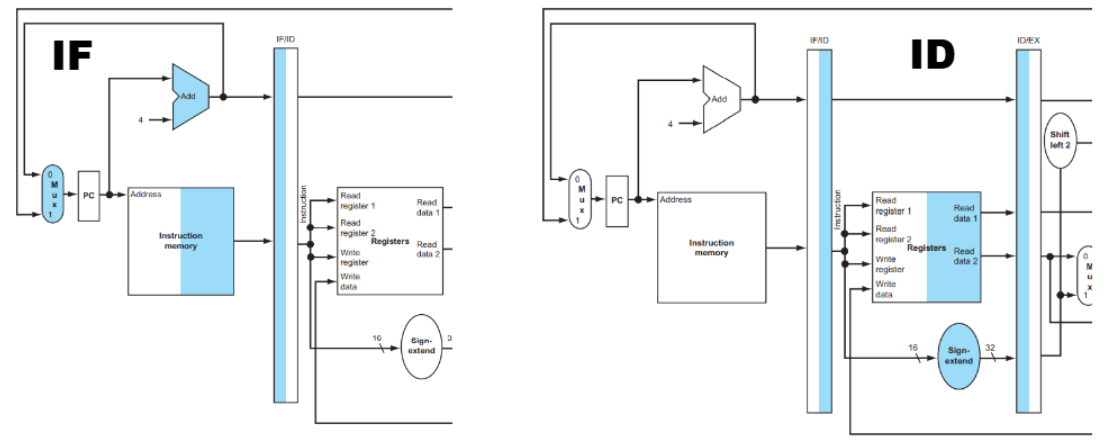 IF
IF/ID
Add
4
0
M
u
x
1
PC
Address
Instruction
memory
Instruction
Read
register 1
Read
register 2
Registers
Write
register
Write
data
Read
data 1
Read
data 2
16
Sign-
extend
3
ID
IF/ID
ID/EX
Add
4
0
M
u
x
1
PC
Address
Instruction
memory
Instruction
Read
register 1
Read
register 2
Registers
Write
register
Write
data
Read
data 1
Read
data 2
16
Sign-
extend
32
Shift
left 2
0
M
u
x
1